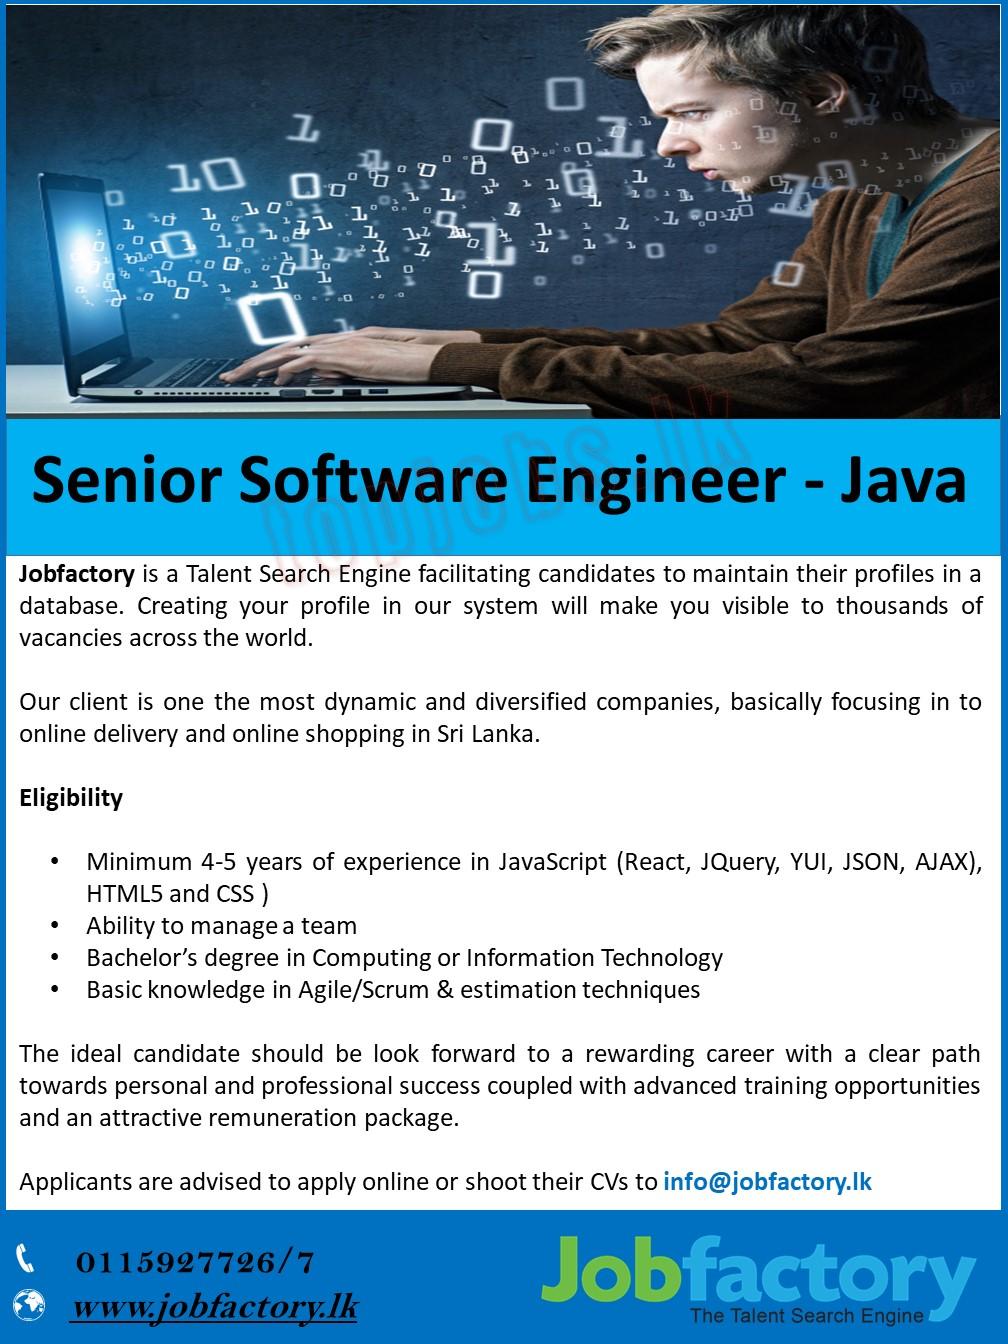 Senior Software Engineer - Java
topjobs.lk
Jobfactory is a Talent Search Engine facilitating candidates to maintain their profiles in a
database. Creating your profile in our system will make you visible to thousands of
vacancies across the world.
Our client is one the most dynamic and diversified companies, basically focusing in to
online delivery and online shopping in Sri Lanka.
Eligibility
• Minimum 4-5 years of experience in JavaScript (React, JQuery, YUI, JSON, AJAX),
HTML5 and CSS )
• Ability to manage a team
• Bachelor’s degree in Computing or Information Technology
• Basic knowledge in Agile/Scrum & estimation techniques
The ideal candidate should be look forward to a rewarding career with a clear path
towards personal and professional success coupled with advanced training opportunities
and an attractive remuneration package.
Applicants are advised to apply online or shoot their CVs to info@jobfactory.lk
0115927726/7
www.jobfactory.lk
Jobfactory
The Talent Search Engine